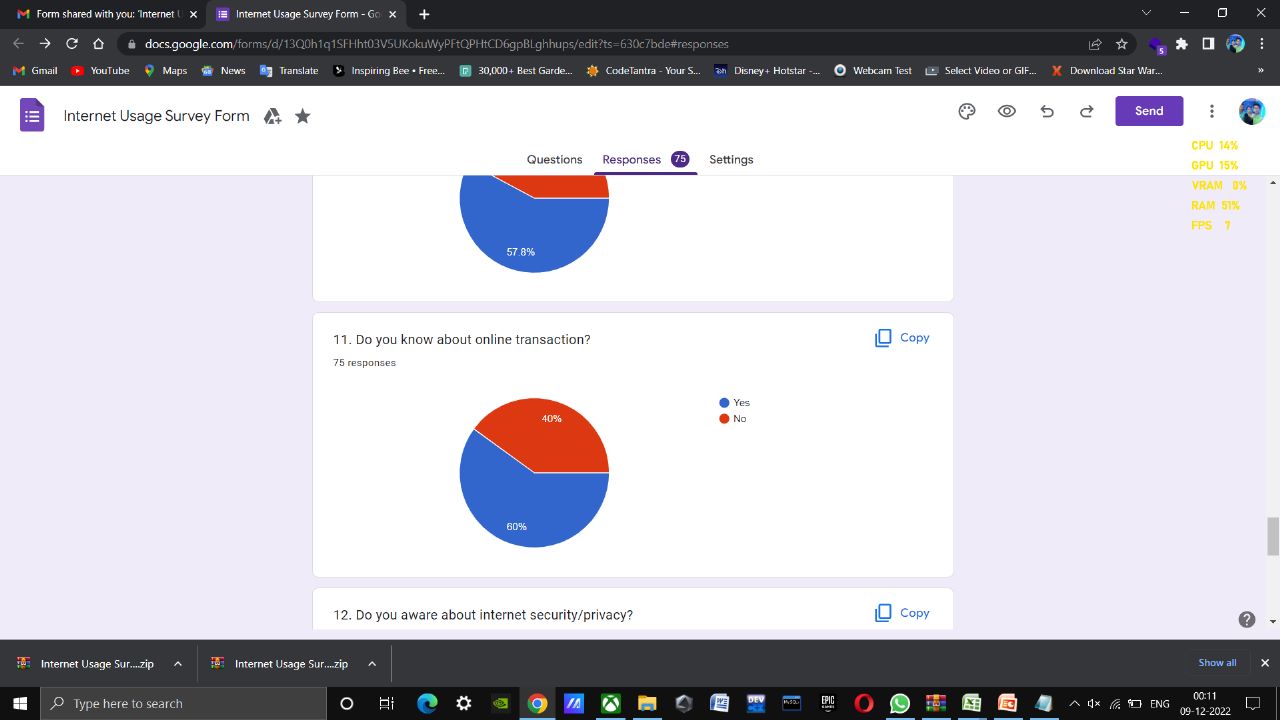 Form shared with you: 'Internet U
Internet Usage Survey Form - Go
docs.google.com/forms/d/13Q0h1q1SFHht03V5UKokuWyPFtQPHtCD6gpBLghhups/edit?ts=630c7bde#responses
5
Gmail YouTube Maps News Translate Inspiring Bee • Free... 30,000+ Best Garde... CodeTantra - Your S... Disney+ Hotstar -... Webcam Test Select Video or GIF... Download Star War... »
Internet Usage Survey Form
Send
Questions Responses 75 Settings
CPU 14%
GPU 15%
VRAM 8%
RAM 51%
FPS 7
57.8%
11. Do you know about online transaction?
Copy
75 responses
Yes
No
40%
60%
12. Do you aware about internet security/privacy?
Copy
Internet Usage Sur....zip
Internet Usage Sur....zip
Show all
Type here to search
ENG
00:11
09-12-2022